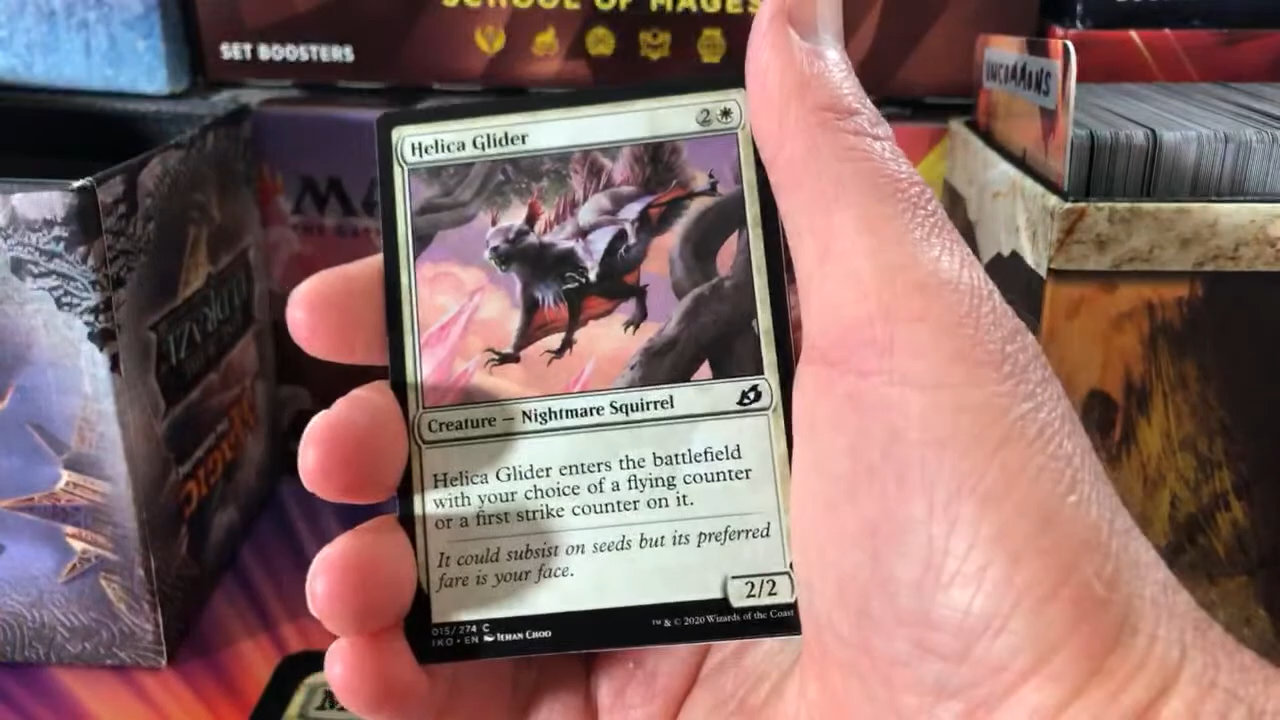 SCHOOL OF MAGES
SET BOOSTERS
UNCOMMONS
Helica Glider
2
Creature — Nightmare Squirrel
Helica Glider enters the battlefield
with your choice of a flying counter
or a first strike counter on it.
It could subsist on seeds but its preferred
fare is your face.
2/2
015/274 C
IKO • EN Iehan Choo
™ & © 2020 Wizards of the Coast
MAGIC